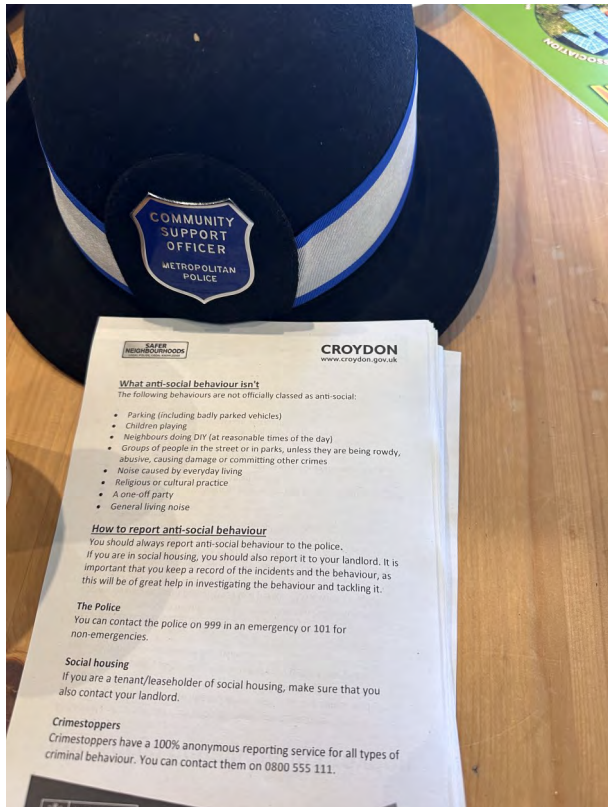 ASSOCIATION
COMMUNITY
SUPPORT
OFFICER
METROPOLITAN
POLICE
SAFER
NEIGHBOURHOODS
CROYDON
www.croydon.gov.uk
What anti-social behaviour isn't
The following behaviours are not officially classed as anti-social:
• Parking (including badly parked vehicles)
• Children playing
• Neighbours doing DIY (at reasonable times of the day)
• Groups of people in the street or in parks, unless they are being rowdy,
abusive, causing damage or committing other crimes
• Noise caused by everyday living
• Religious or cultural practice
• A one-off party
• General living noise
How to report anti-social behaviour
You should always report anti-social behaviour to the police.
If you are in social housing, you should also report it to your landlord. It is
important that you keep a record of the incidents and the behaviour, as
this will be of great help in investigating the behaviour and tackling it.
The Police
You can contact the police on 999 in an emergency or 101 for
non-emergencies.
Social housing
If you are a tenant/leaseholder of social housing, make sure that you
also contact your landlord.
Crimestoppers
Crimestoppers have a 100% anonymous reporting service for all types of
criminal behaviour. You can contact them on 0800 555 111.